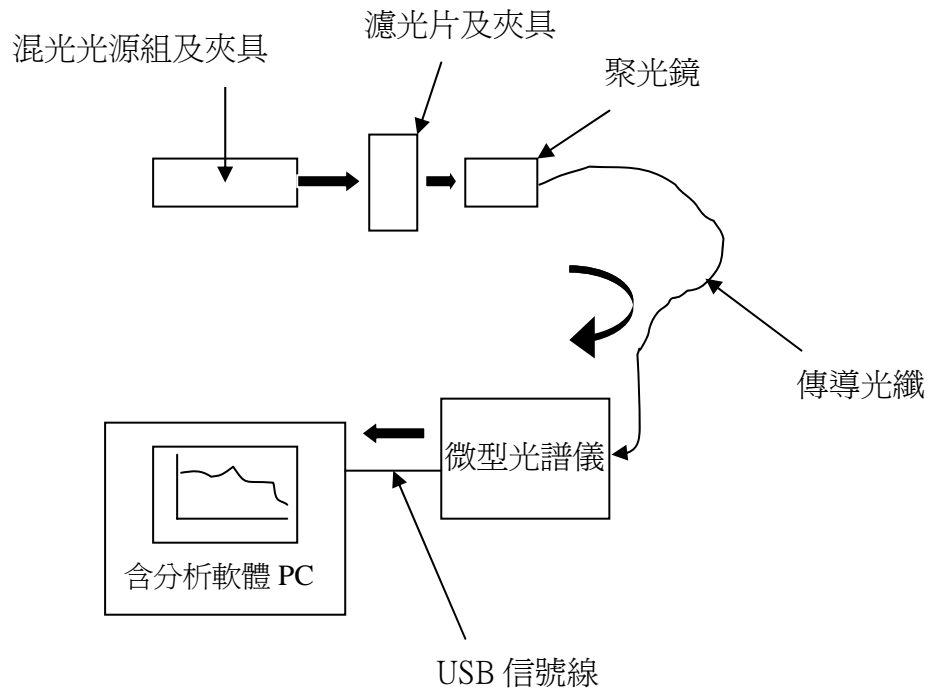 混光光源組及夾具
濾光片及夾具
聚光鏡
傳導光纖
微型光譜儀
含分析軟體 PC
USB 信號線